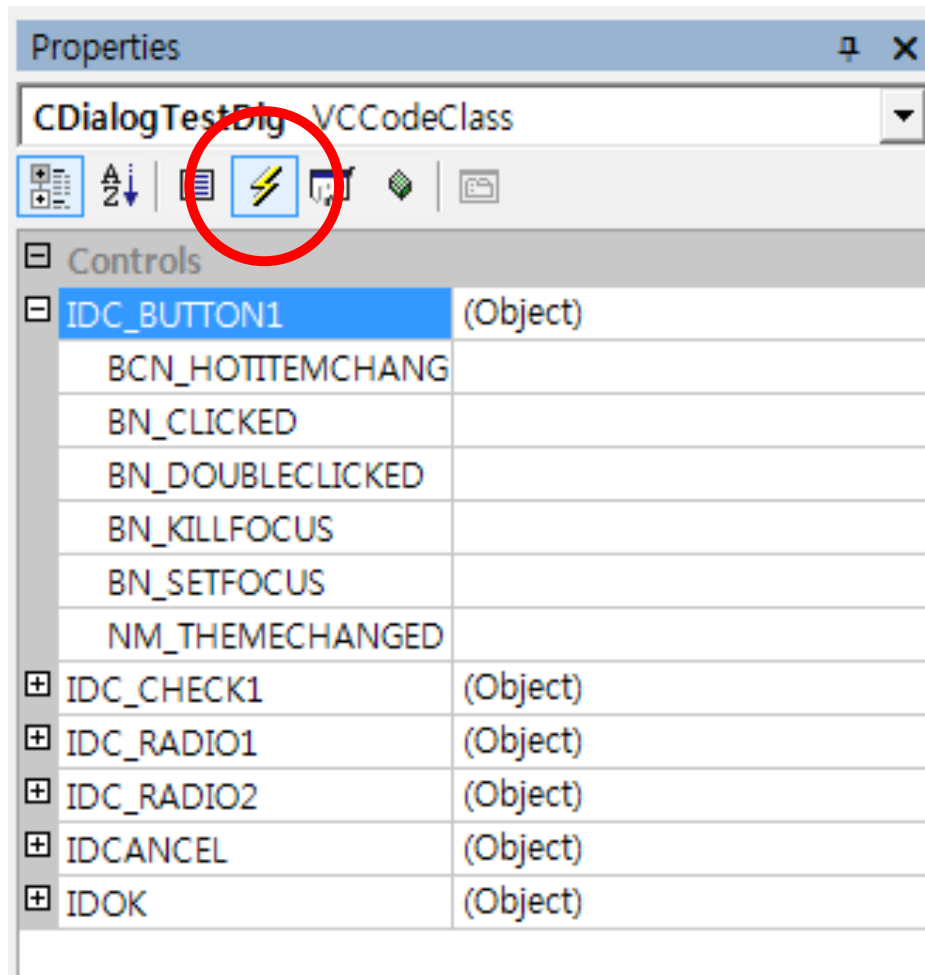 Properties
CDialogTestDlg VCCodeClass
Controls
IDC_BUTTON1 (Object)
BCN_HOTITEMCHANG
BN_CLICKED
BN_DOUBLECLICKED
BN_KILLFOCUS
BN_SETFOCUS
NM_THEMECHANGED
IDC_CHECK1 (Object)
IDC_RADIO1 (Object)
IDC_RADIO2 (Object)
IDCANCEL (Object)
IDOK (Object)